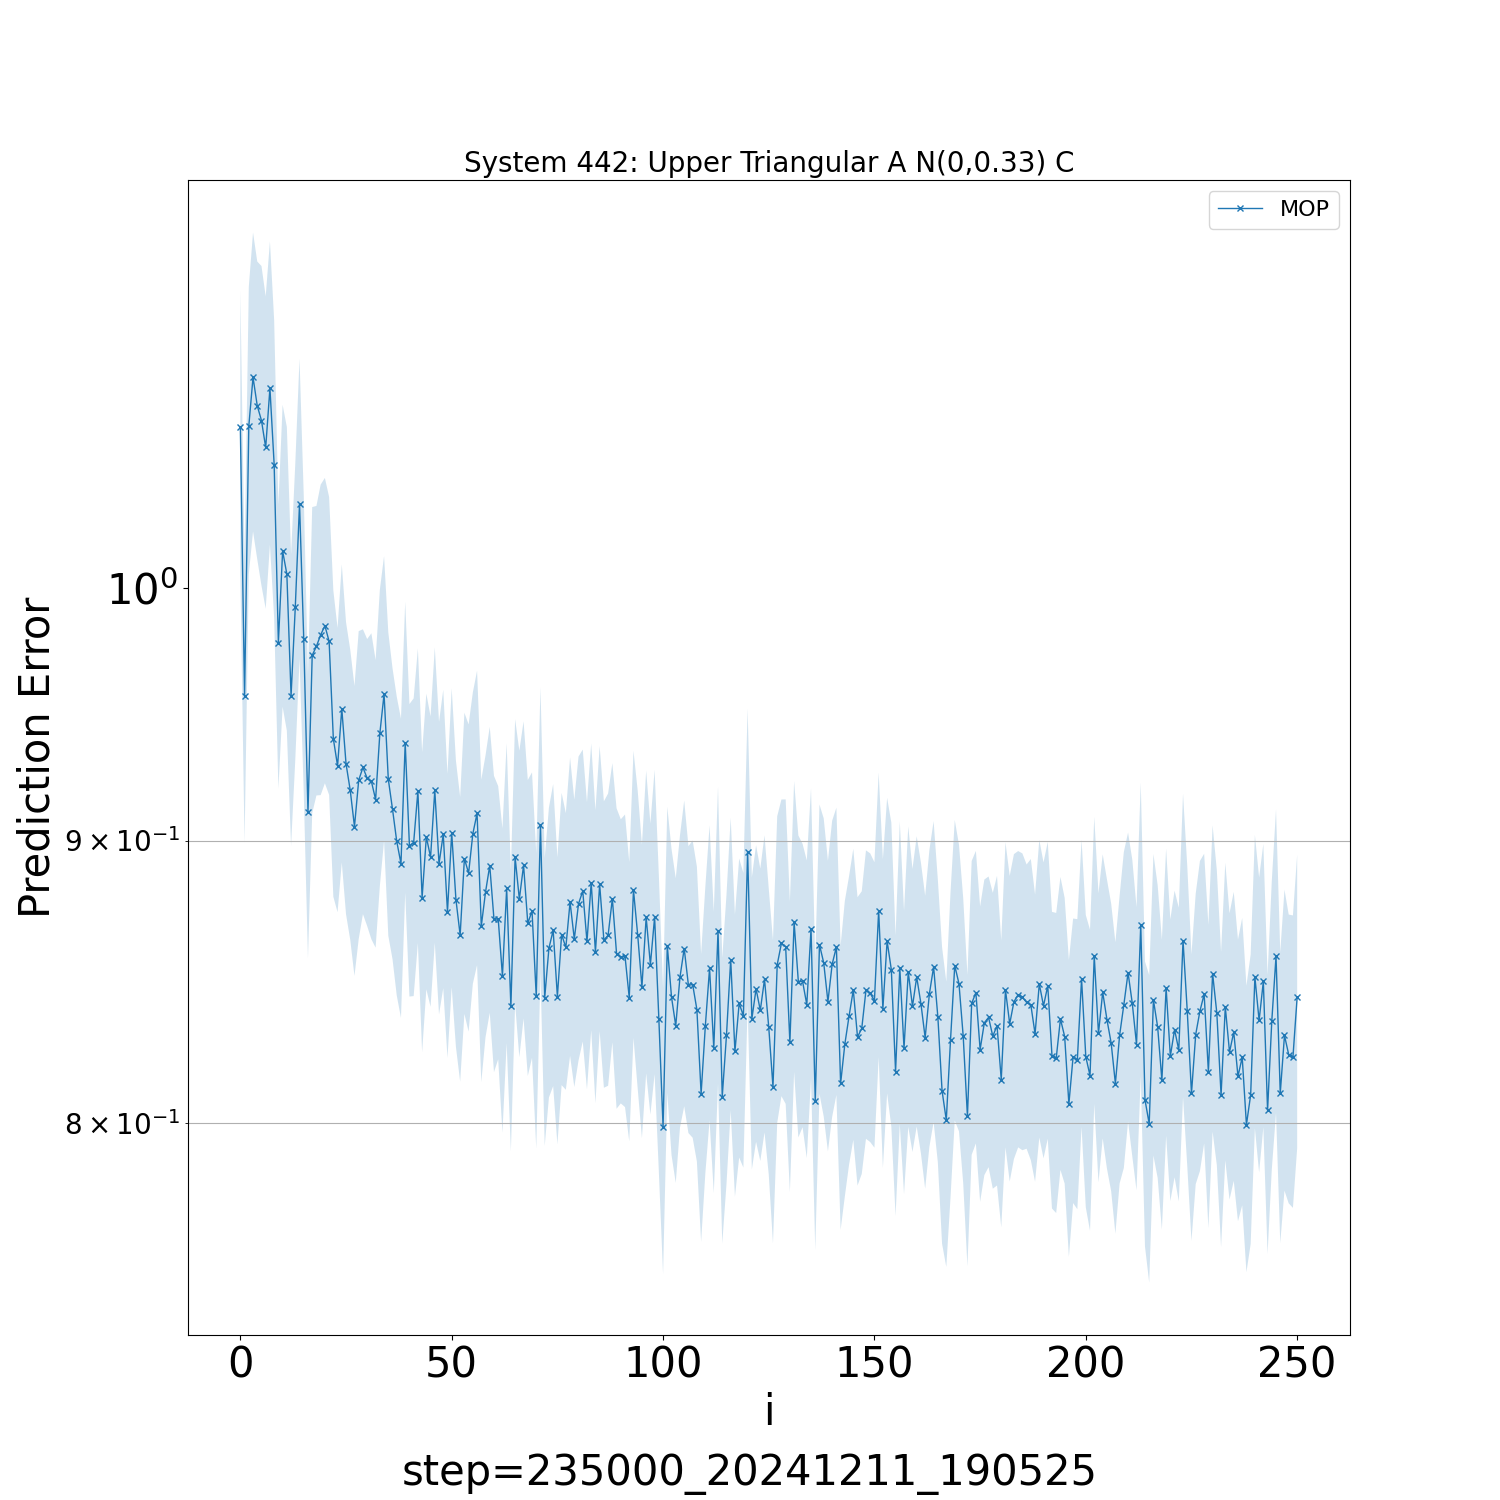 System 442: Upper Triangular A N(0,0.33) C
MOP
Prediction Error
10⁰
9 × 10⁻¹
8 × 10⁻¹
0 50 100 150 200 250
i
step=235000_20241211_190525